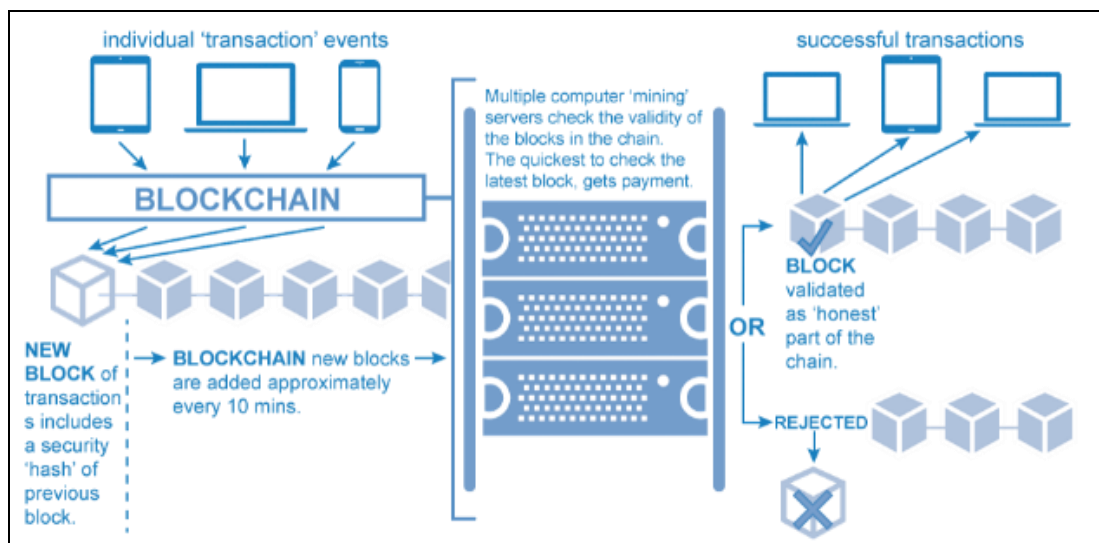 individual 'transaction' events
BLOCKCHAIN
NEW
BLOCK of
transaction
s includes
a security
'hash' of
previous
block.
BLOCKCHAIN new blocks
are added approximately
every 10 mins.
Multiple computer 'mining'
servers check the validity of
the blocks in the chain.
The quickest to check the
latest block, gets payment.
OR
successful transactions
BLOCK
validated
as 'honest'
part of the
chain.
REJECTED